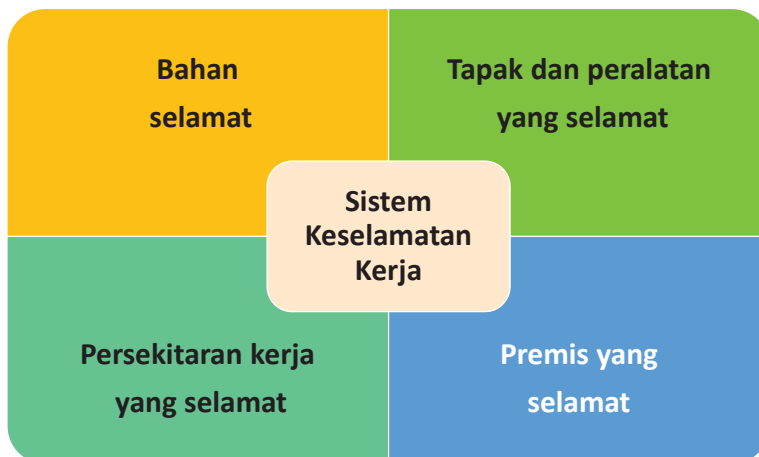 Bahan
selamat
Tapak dan peralatan
yang selamat
Sistem
Keselamatan
Kerja
Persekitaran kerja
yang selamat
Premis yang
selamat